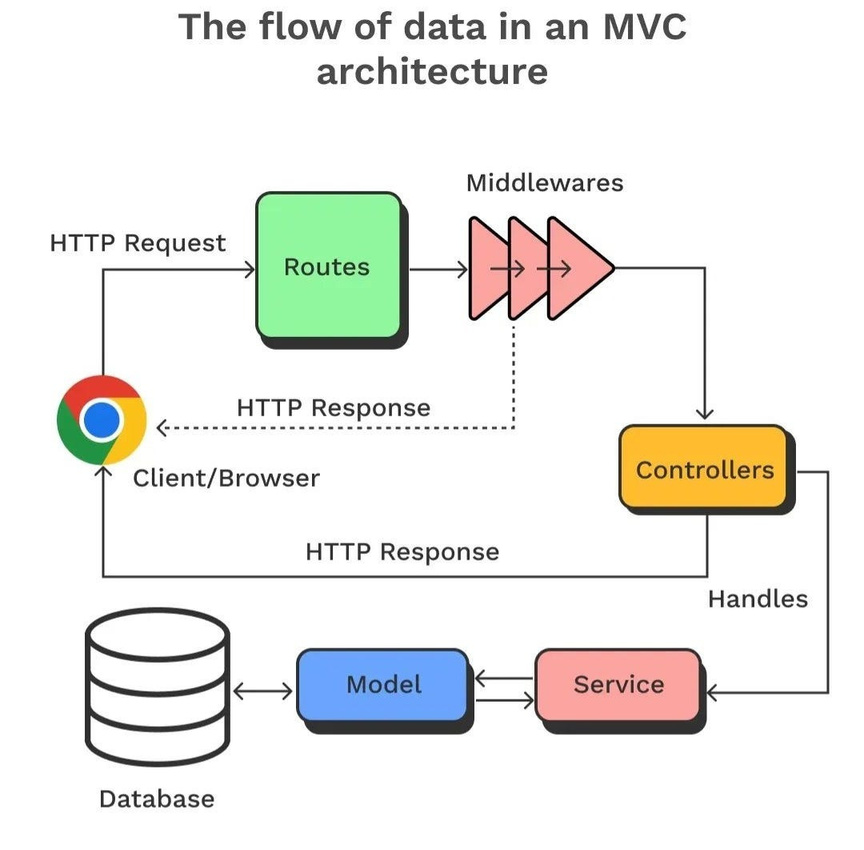 The flow of data in an MVC
architecture
Middlewares
HTTP Request
Routes
HTTP Response
Client/Browser
Controllers
HTTP Response
Handles
Model
Service
Database